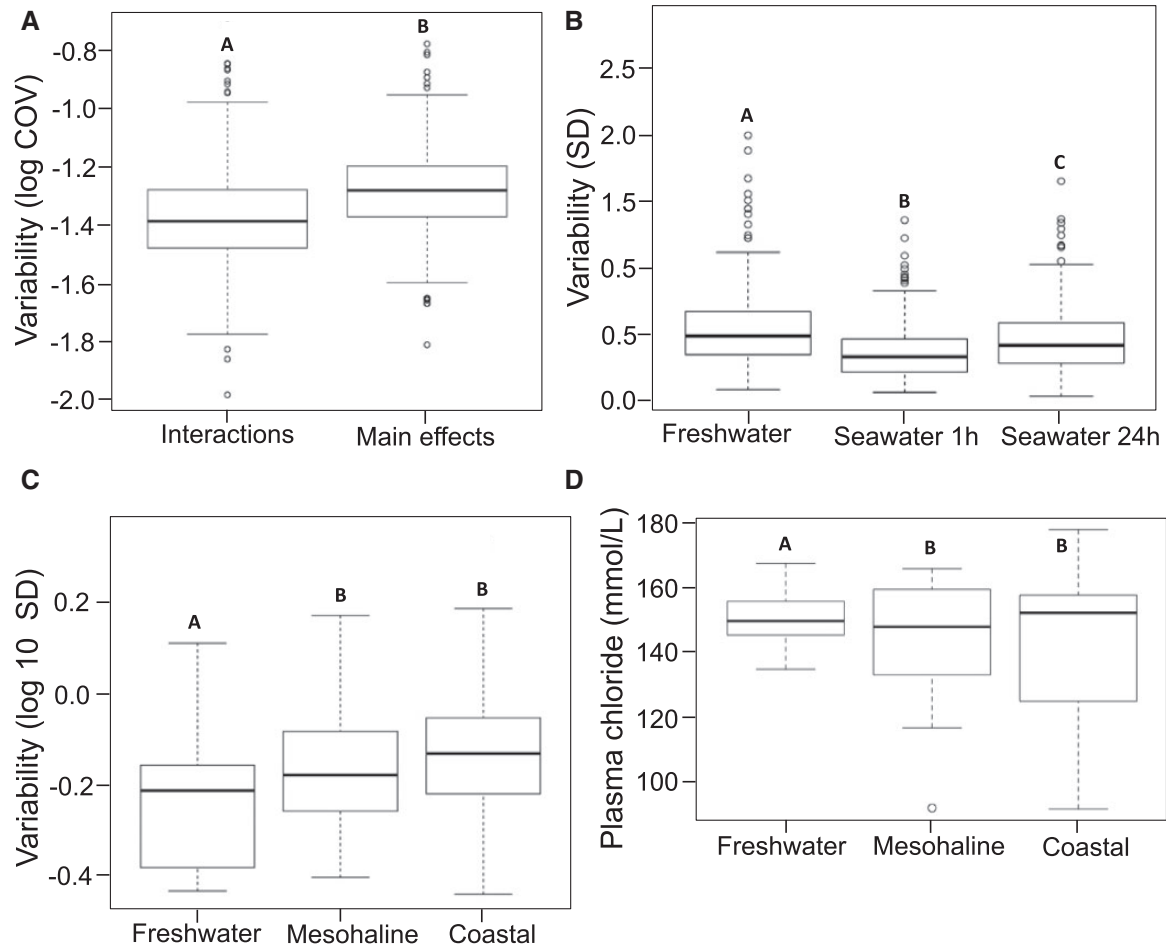 A
Variability (log COV)
-0.8
-1.0
-1.2
-1.4
-1.6
-1.8
-2.0
A
B
Interactions
Main effects
B
Variability (SD)
2.5
2.0
1.5
0.5
0.5
0.0
A
B
C
Freshwater
Seawater 1h
Seawater 24h
C
Variability (log 10 SD)
0.2
0.0
-0.2
-0.4
A
B
B
Freshwater
Mesohaline
Coastal
D
Plasma chloride (mmol/L)
180
160
140
120
100
A
B
B
Freshwater
Mesohaline
Coastal